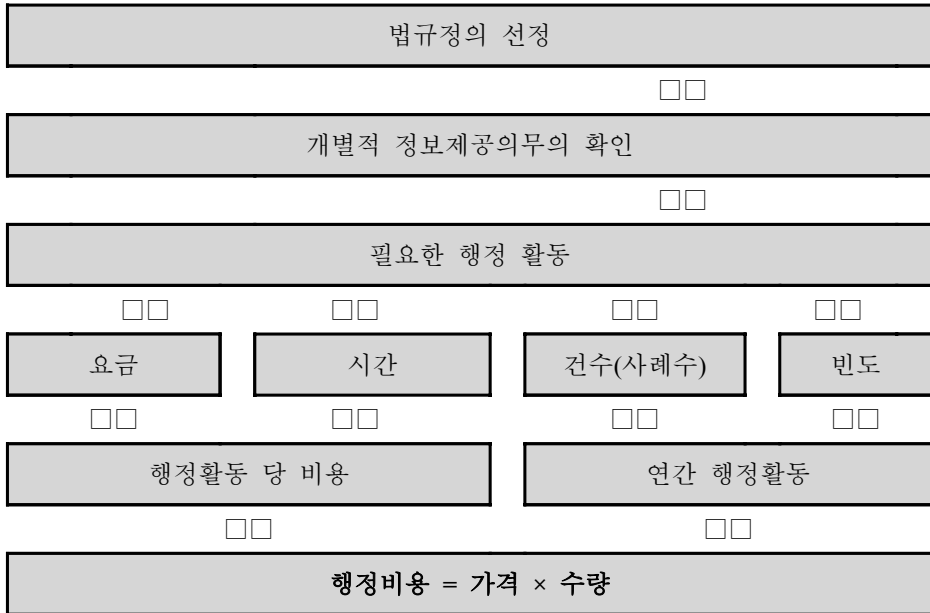 법규정의 선정
□□
개별적 정보제공의무의 확인
□□
필요한 행정 활동
□□ □□ □□ □□
요금 시간 건수(사례수) 빈도
□□ □□ □□ □□
행정활동 당 비용 연간 행정활동
□□ □□
행정비용 = 가격 × 수량